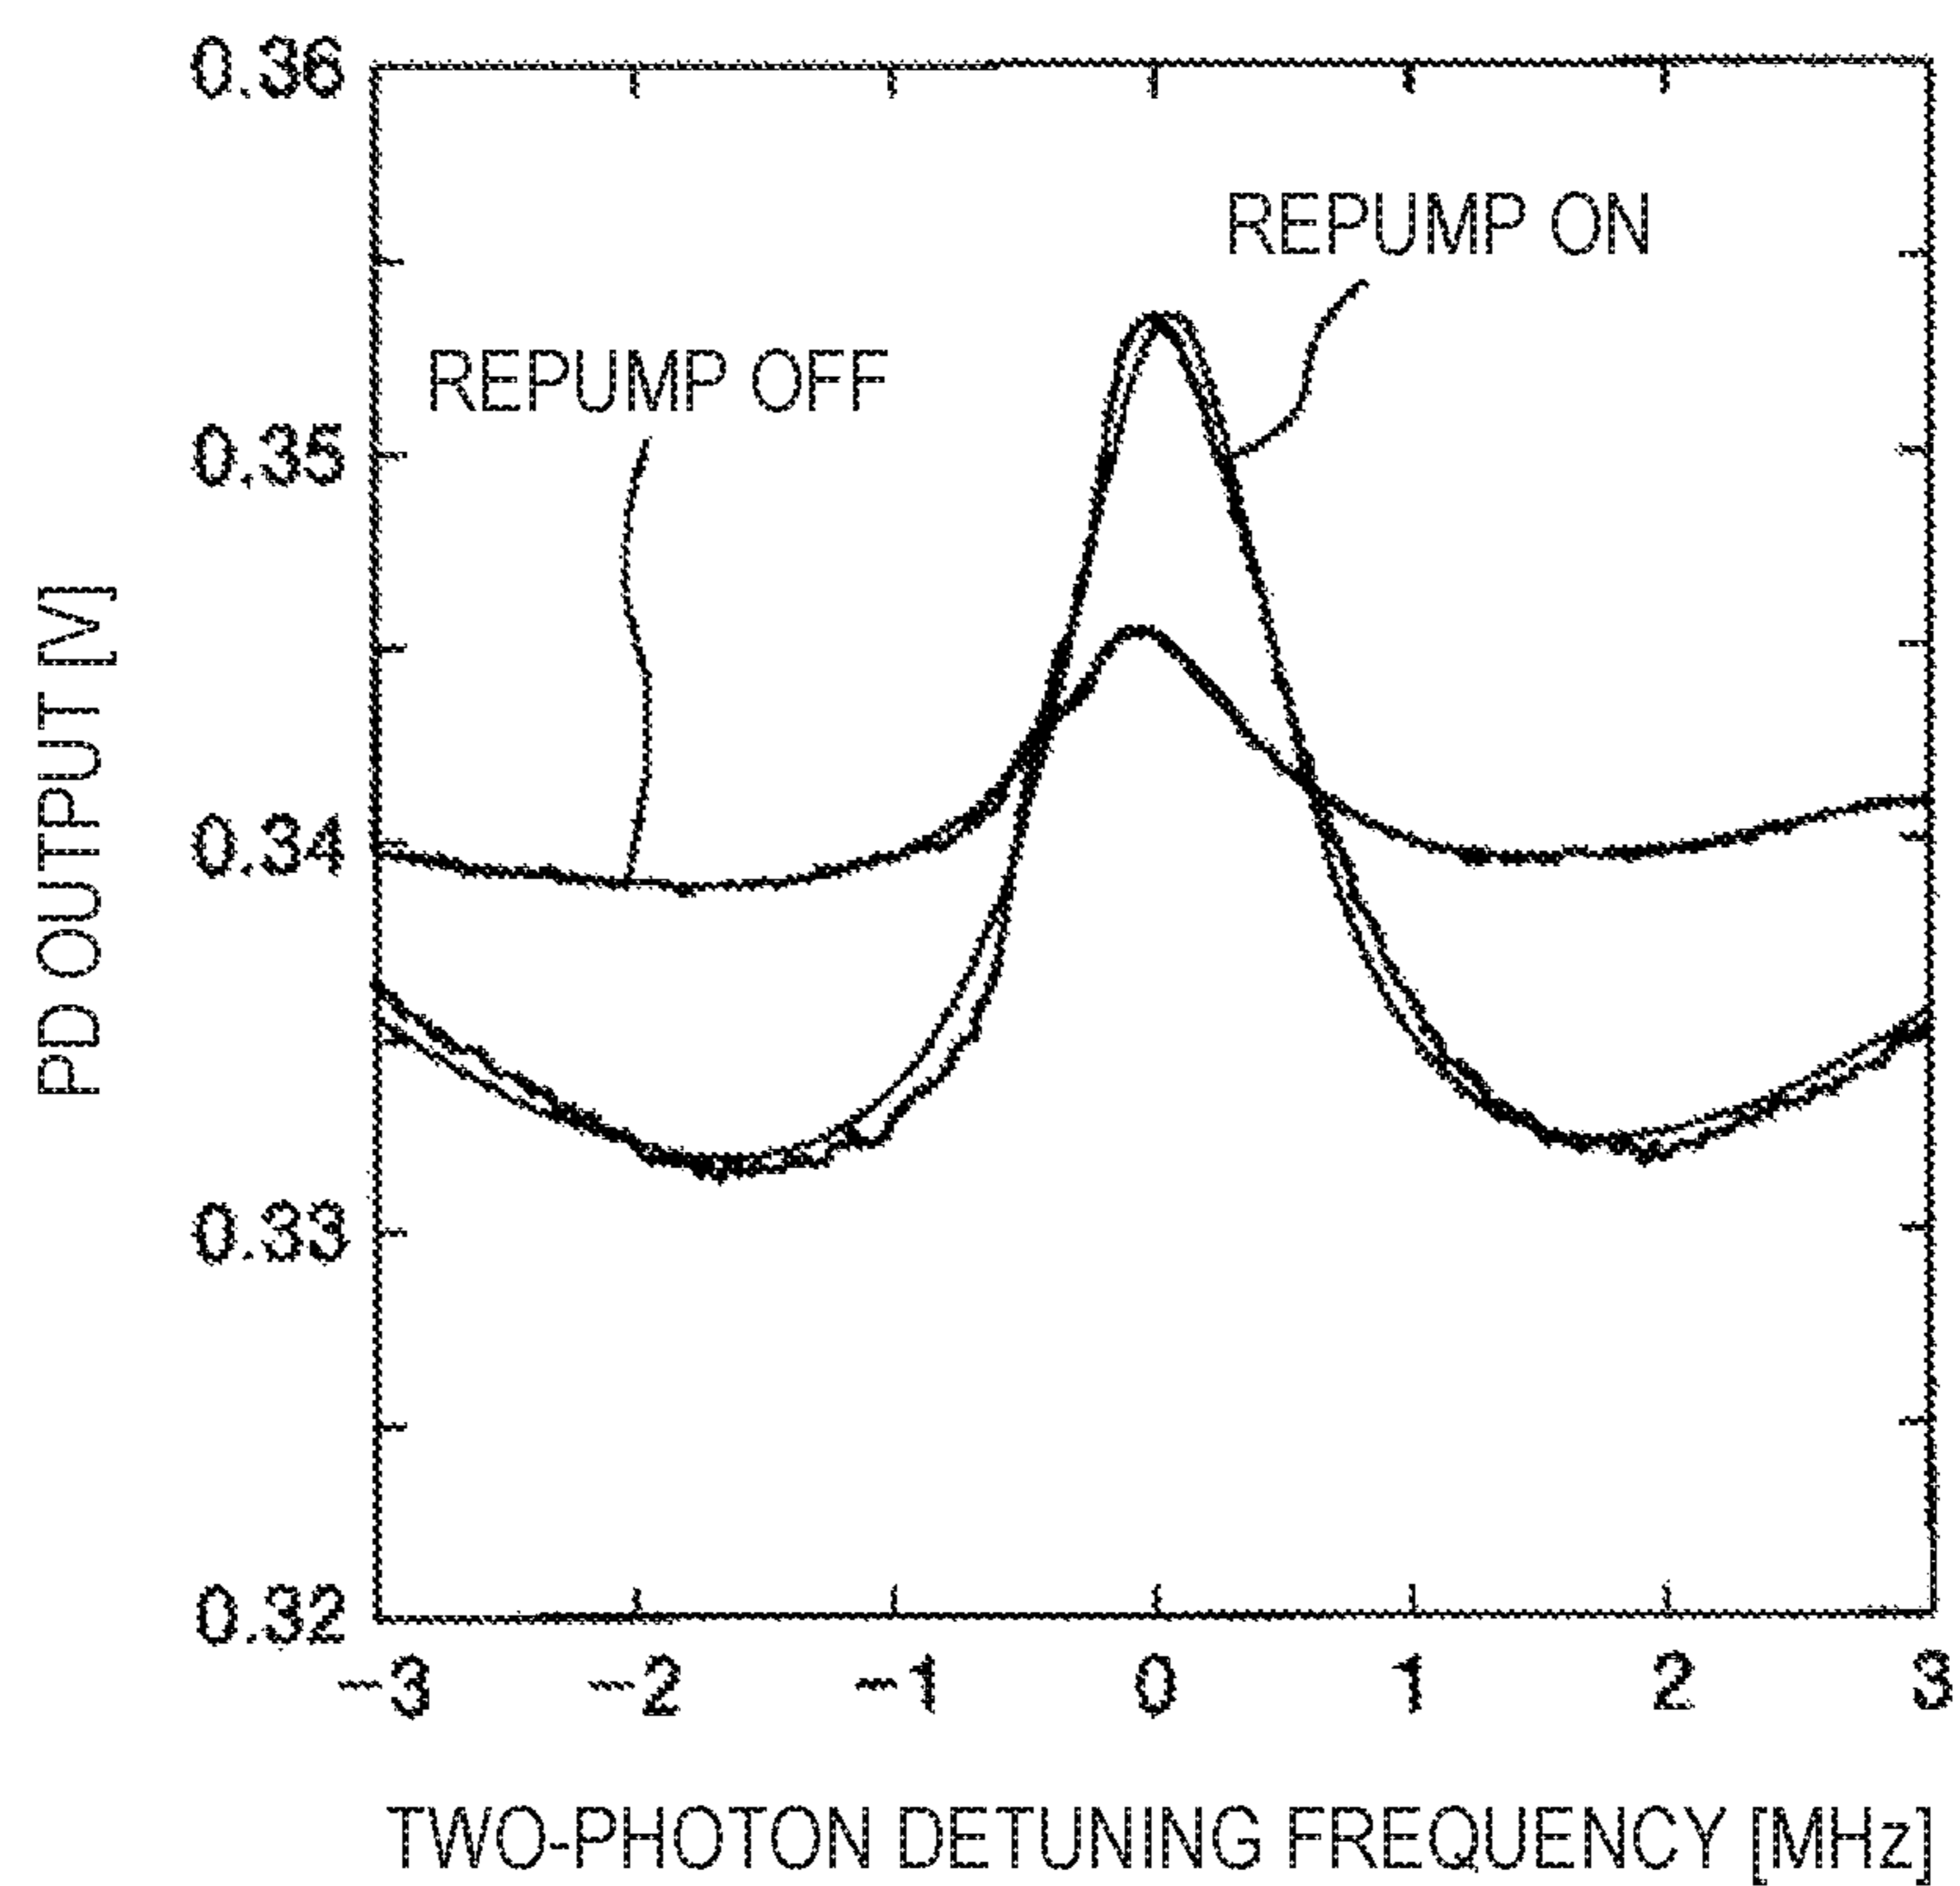 0.36
REPUMP ON
REPUMP OFF
0.35
PD OUTPUT [V]
0.34
0.33
0.32
−3 −2 −1 0 1 2 3
TWO-PHOTON DETUNING FREQUENCY [MHz]